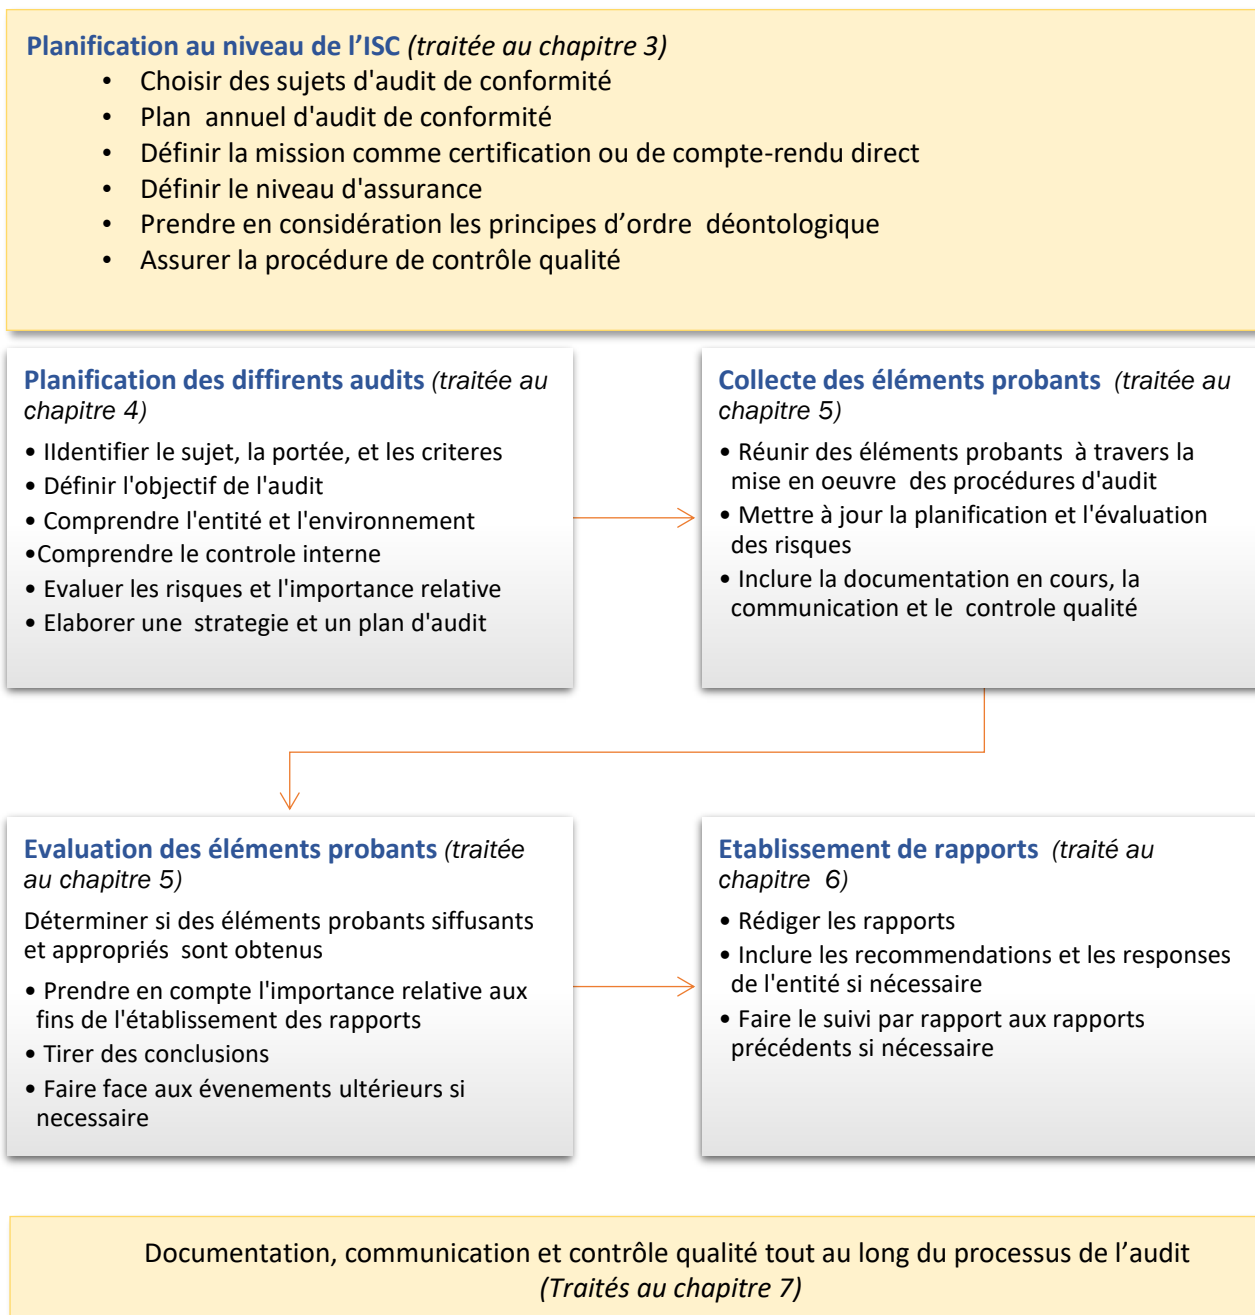 Planification au niveau de l’ISC (traitée au chapitre 3)
• Choisir des sujets d'audit de conformité
• Plan annuel d'audit de conformité
• Définir la mission comme certification ou de compte-rendu direct
• Définir le niveau d'assurance
• Prendre en considération les principes d’ordre déontologique
• Assurer la procédure de contrôle qualité
Planification des diffirents audits (traitée au
chapitre 4)
• IIdentifier le sujet, la portée, et les criteres
• Définir l'objectif de l'audit
• Comprendre l'entité et l'environnement
•Comprendre le controle interne
• Evaluer les risques et l'importance relative
• Elaborer une strategie et un plan d'audit
Collecte des éléments probants (traitée au
chapitre 5)
• Réunir des éléments probants à travers la
mise en oeuvre des procédures d'audit
• Mettre à jour la planification et l'évaluation
des risques
• Inclure la documentation en cours, la
communication et le controle qualité
Evaluation des éléments probants (traitée
au chapitre 5)
Déterminer si des éléments probants siffusants
et appropriés sont obtenus
• Prendre en compte l'importance relative aux
fins de l'établissement des rapports
• Tirer des conclusions
• Faire face aux évenements ultérieurs si
necessaire
Etablissement de rapports (traité au
chapitre 6)
• Rédiger les rapports
• Inclure les recommendations et les responses
de l'entité si nécessaire
• Faire le suivi par rapport aux rapports
précédents si nécessaire
Documentation, communication et contrôle qualité tout au long du processus de l’audit
(Traités au chapitre 7)